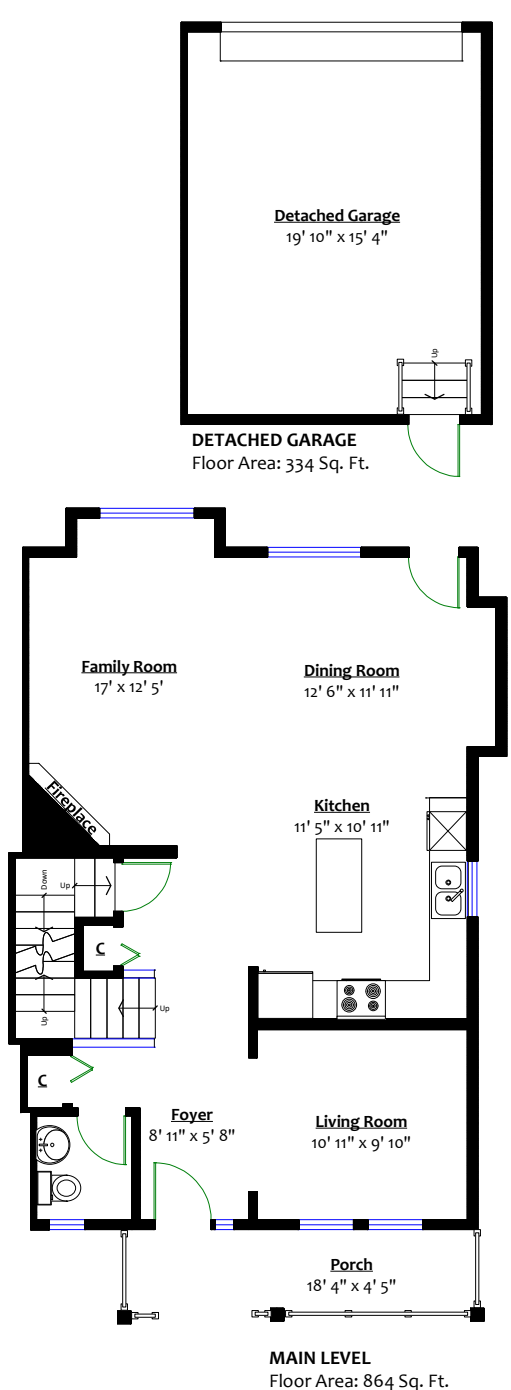 Detached Garage
19' 10" x 15' 4"
Up
DETACHED GARAGE
Floor Area: 334 Sq. Ft.
Family Room
17' x 12' 5'
Dining Room
12' 6" x 11' 11"
Fireplace
Kitchen
11' 5" x 10' 11"
Down
Up
C
Up
Up
C
Foyer
8' 11" x 5' 8"
Living Room
10' 11" x 9' 10"
Porch
18' 4" x 4' 5"
MAIN LEVEL
Floor Area: 864 Sq. Ft.